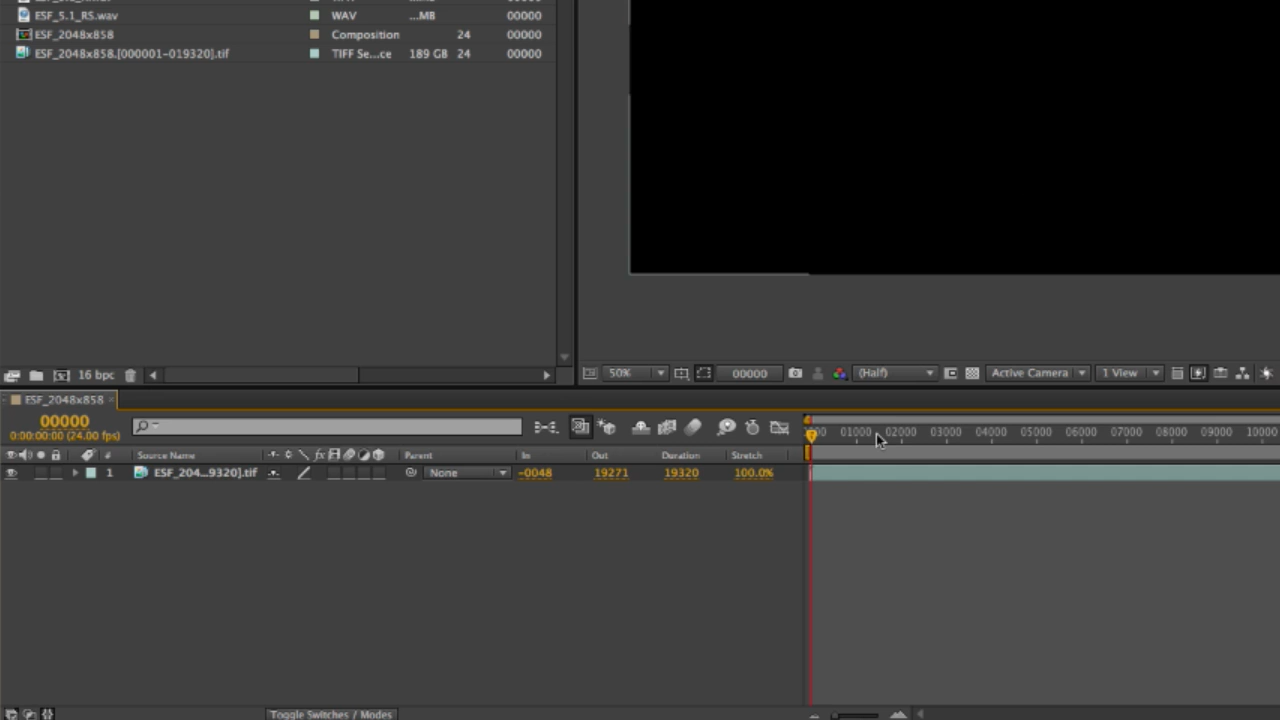 ESF_5.1_RS.wav WAV ...MB 00000
ESF_2048x858 Composition 24 00000
ESF_2048x858.[000001-019320].tif TIFF Se...ce 189 GB 24 00000
16 bpc
50% 00000 (Half) Active Camera 1 View
ESF_2048x858
00000
0:00:00:00 (24.00 fps)
01000 02000 03000 04000 05000 06000 07000 08000 09000 10000
# Source Name fx Parent In Out Duration Stretch
1 ESF_204...9320].tif None -0048 19271 19320 100.0%
Toggle Switches / Modes